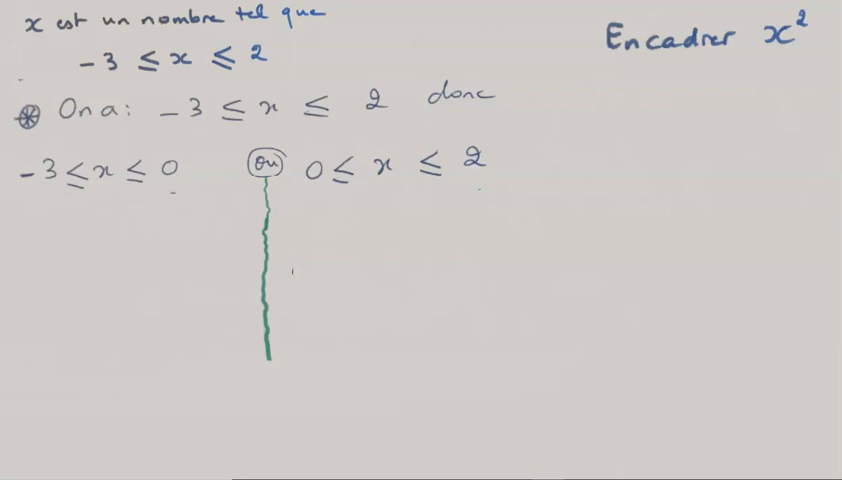 x est un nombre tel que
-3 ≤ x ≤ 2
Encadrer x²
⊛ On a : -3 ≤ x ≤ 2 donc
-3 ≤ x ≤ 0 ou 0 ≤ x ≤ 2